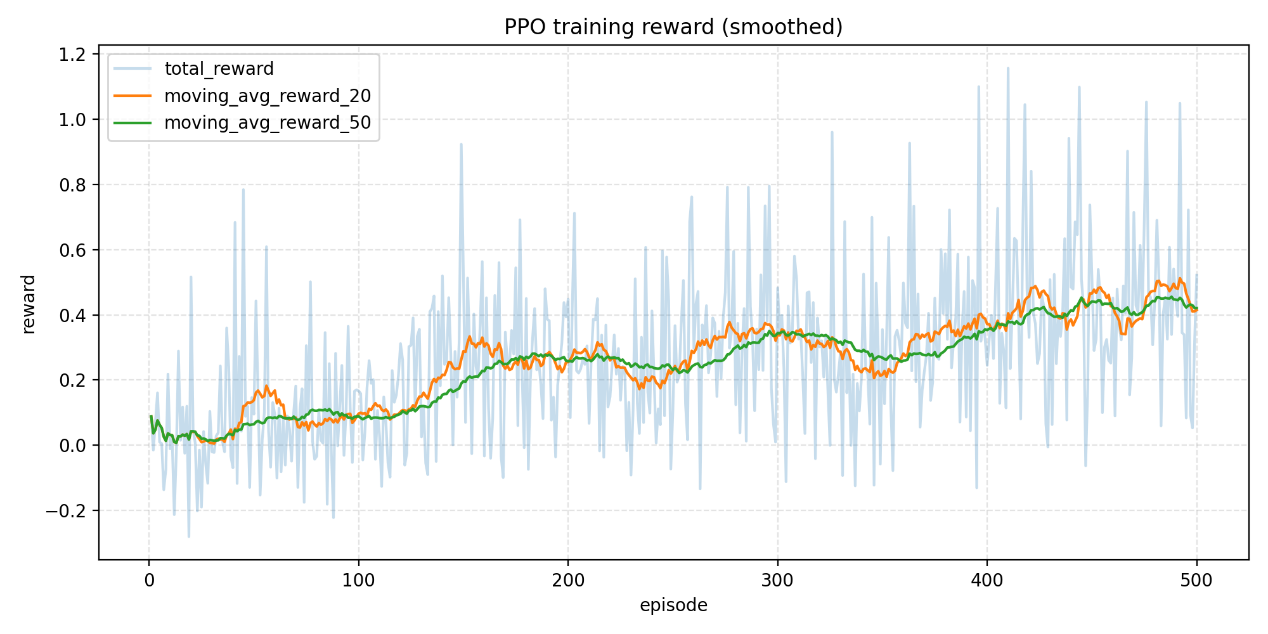 PPO training reward (smoothed)
total_reward
moving_avg_reward_20
moving_avg_reward_50
reward
1.2
1.0
0.8
0.6
0.4
0.2
0.0
−0.2
0
100
200
300
400
500
episode